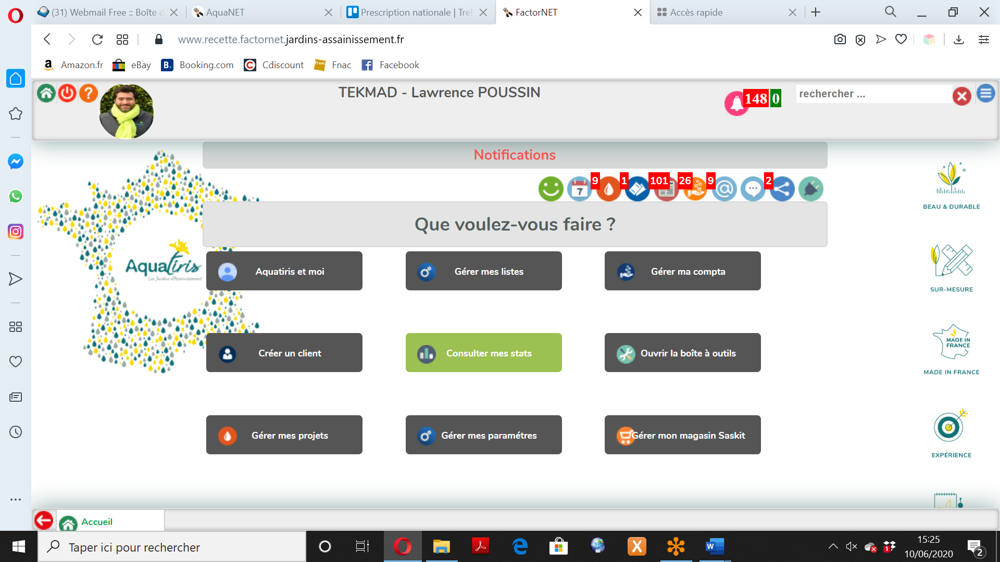 (31) Webmail Free :: Boîte d
AquaNET
Prescription nationale | Trel
FactorNET
Accès rapide
www.recette.factornet.jardins-assainissement.fr
Amazon.fr
eBay
Booking.com
Cdiscount
Fnac
Facebook
TEKMAD - Lawrence POUSSIN
148 0
rechercher ...
Notifications
7
9
1
101
26
9
2
Que voulez-vous faire ?
Aquatiris
Les Jardins d'Assainissement
Aquatiris et moi
Gérer mes listes
Gérer ma compta
Créer un client
Consulter mes stats
Ouvrir la boîte à outils
Gérer mes projets
Gérer mes paramétres
Gérer mon magasin Saskit
BEAU & DURABLE
SUR-MESURE
MADE IN
FRANCE
MADE IN FRANCE
EXPÉRIENCE
Accueil
Taper ici pour rechercher
1
15:25
10/06/2020
2